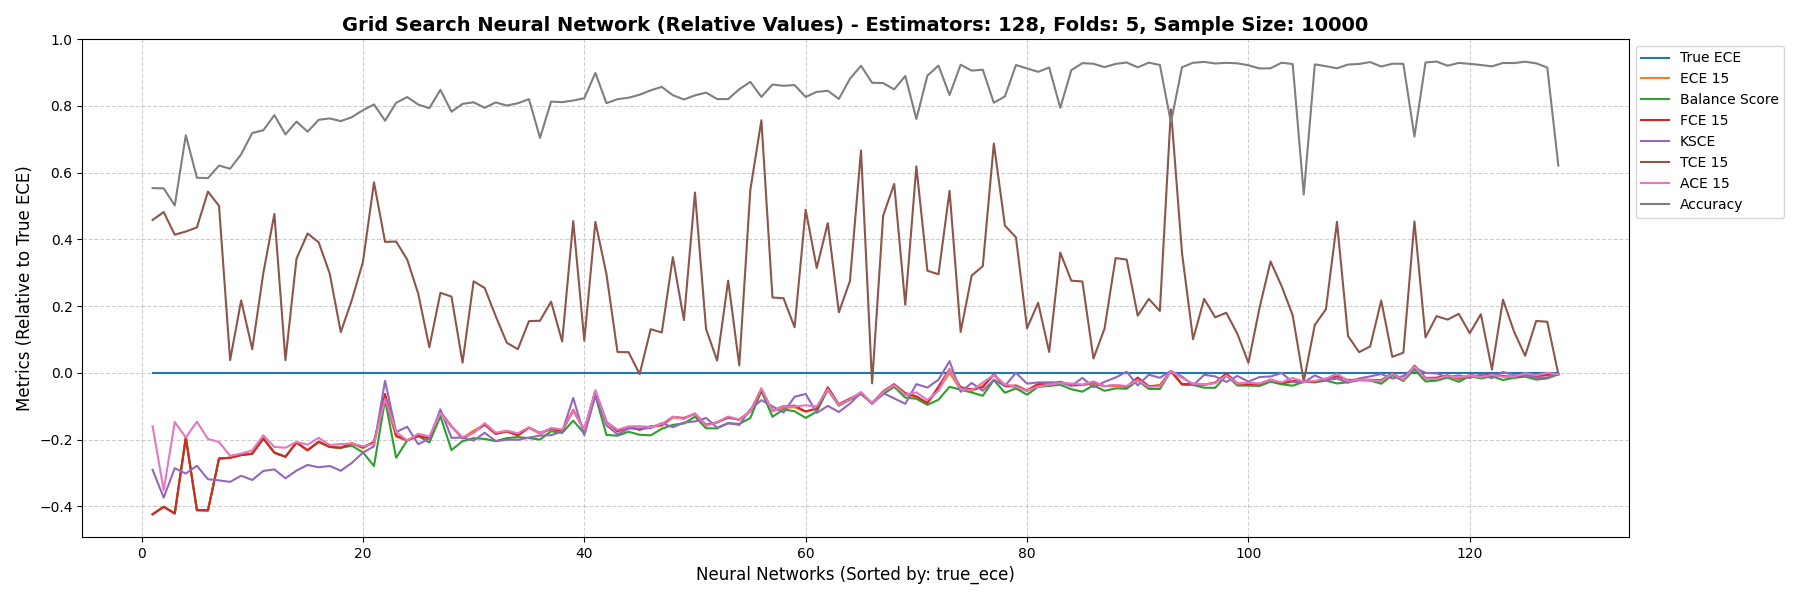 Grid Search Neural Network (Relative Values) - Estimators: 128, Folds: 5, Sample Size: 10000
Metrics (Relative to True ECE)
1.0
0.8
0.6
0.4
0.2
0.0
−0.2
−0.4
0 20 40 60 80 100 120
Neural Networks (Sorted by: true_ece)
True ECE
ECE 15
Balance Score
FCE 15
KSCE
TCE 15
ACE 15
Accuracy